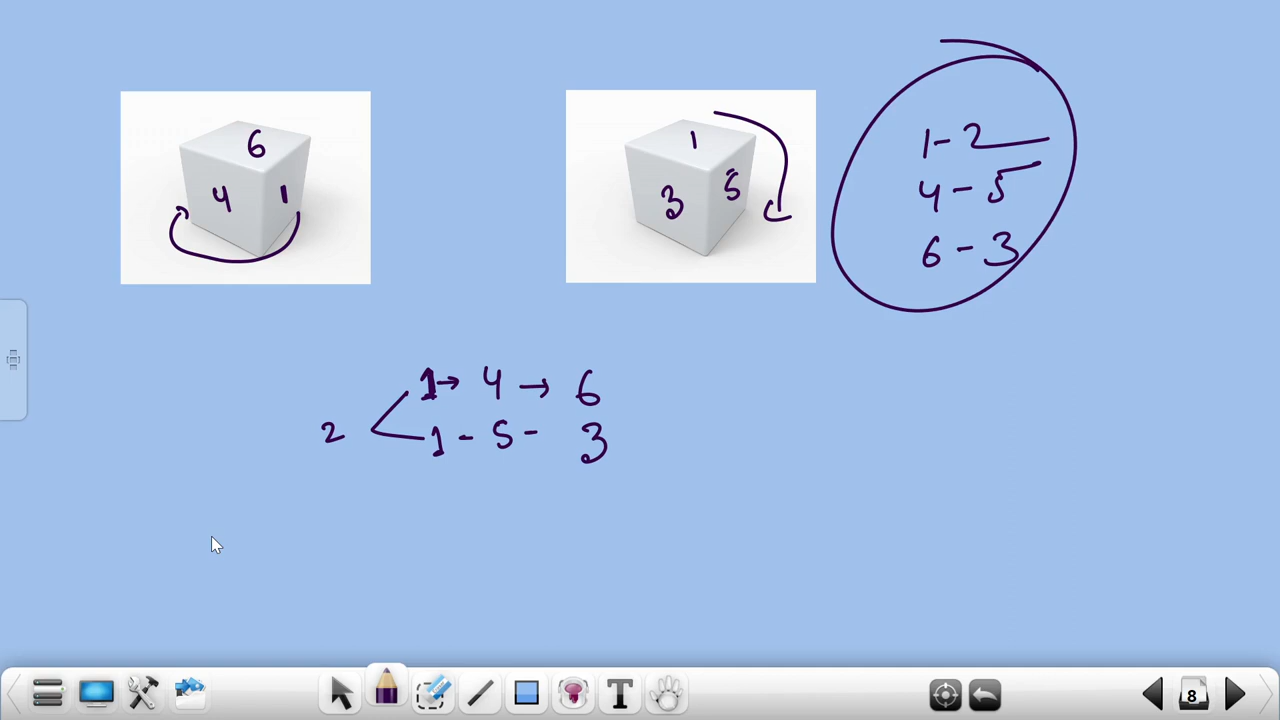 6
4 1
1
3 5
1 - 2
4 - 5
6 - 3
1 → 4 → 6
2
1 - 5 - 3
T
8